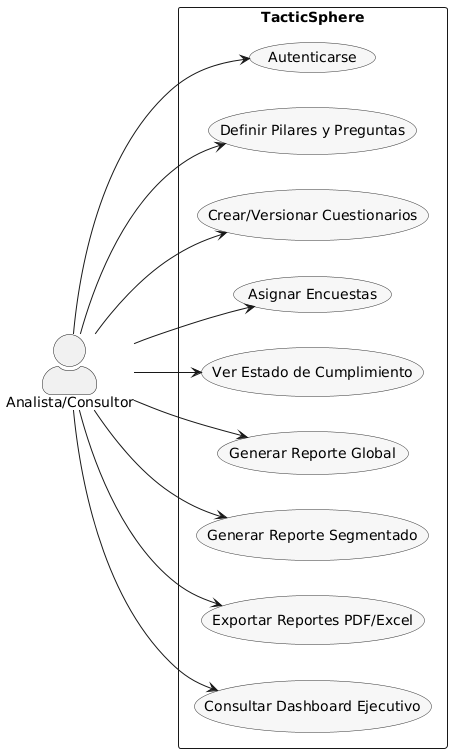 TacticSphere
Autenticarse
Definir Pilares y Preguntas
Crear/Versionar Cuestionarios
Asignar Encuestas
Ver Estado de Cumplimiento
Analista/Consultor
Generar Reporte Global
Generar Reporte Segmentado
Exportar Reportes PDF/Excel
Consultar Dashboard Ejecutivo